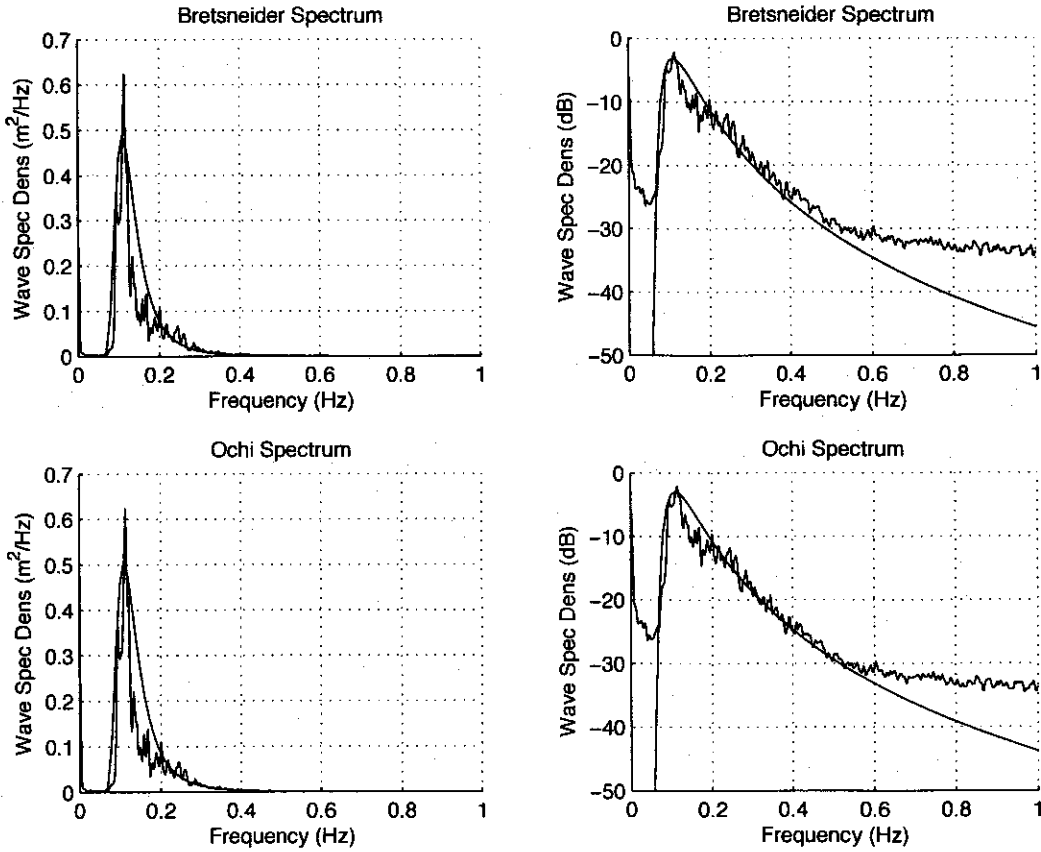 Bretsneider Spectrum
Wave Spec Dens (m²/Hz)
0.7
0.6
0.5
0.4
0.3
0.2
0.1
0
0 0.2 0.4 0.6 0.8 1
Frequency (Hz)
Bretsneider Spectrum
Wave Spec Dens (dB)
0
−10
−20
−30
−40
−50
0 0.2 0.4 0.6 0.8 1
Frequency (Hz)
Ochi Spectrum
Wave Spec Dens (m²/Hz)
0.7
0.6
0.5
0.4
0.3
0.2
0.1
0
0 0.2 0.4 0.6 0.8 1
Frequency (Hz)
Ochi Spectrum
Wave Spec Dens (dB)
0
−10
−20
−30
−40
−50
0 0.2 0.4 0.6 0.8 1
Frequency (Hz)